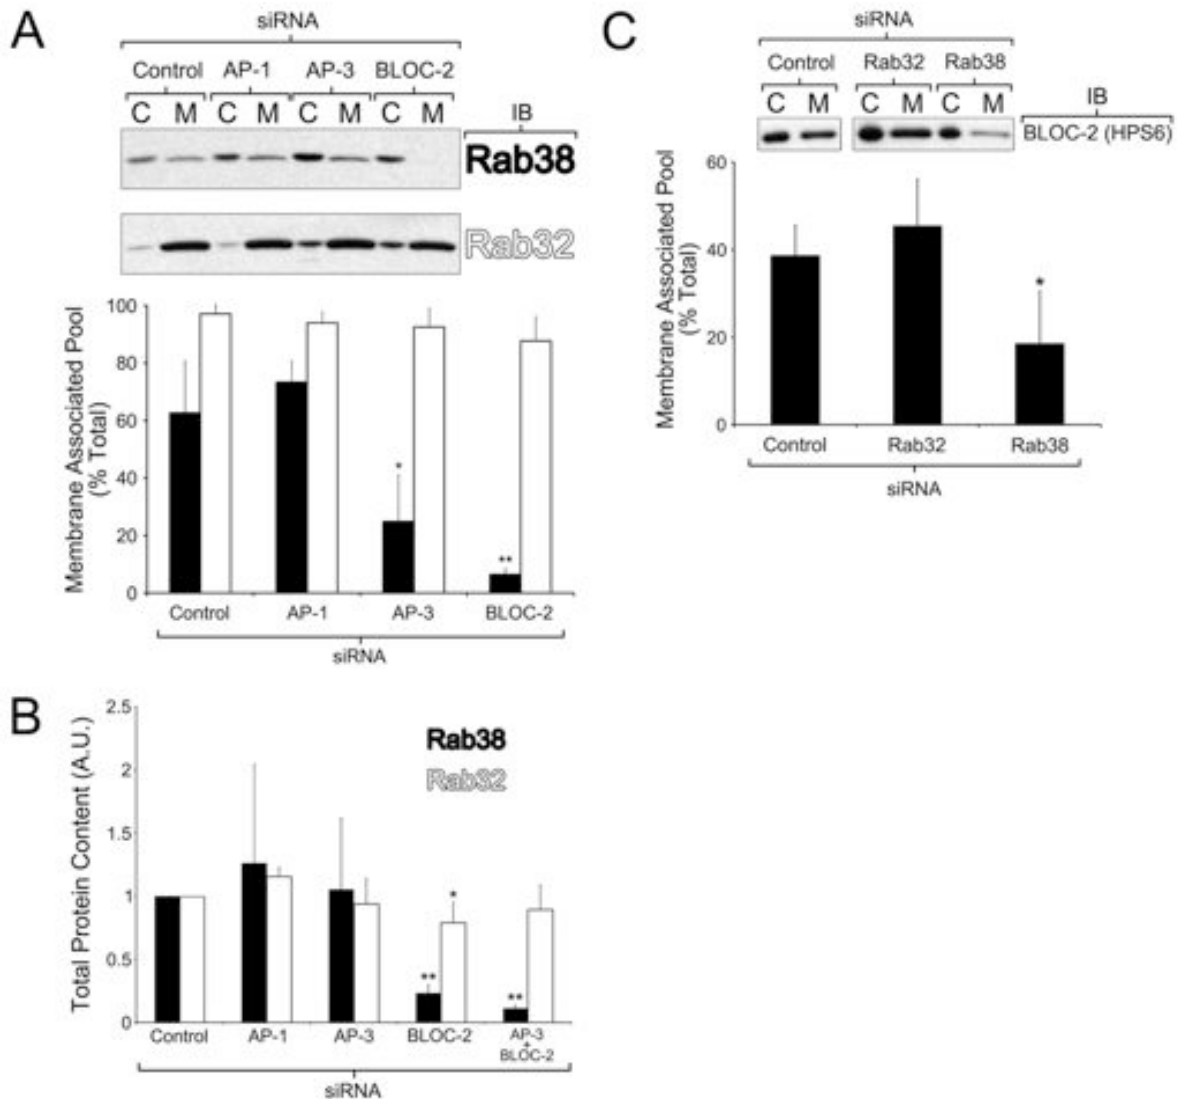 A
siRNA
Control AP-1 AP-3 BLOC-2
C M C M C M C M
IB
Rab38
Rab32
Membrane Associated Pool
(% Total)
100
80
60
40
20
0
*
**
Control AP-1 AP-3 BLOC-2
siRNA
B
Total Protein Content (A.U.)
2.5
2
1.5
1
0.5
0
Rab38
Rab32
**
*
**
Control AP-1 AP-3 BLOC-2 AP-3
+
BLOC-2
siRNA
C
siRNA
Control Rab32 Rab38
C M C M C M
IB
BLOC-2 (HPS6)
Membrane Associated Pool
(% Total)
60
40
20
0
*
Control Rab32 Rab38
siRNA